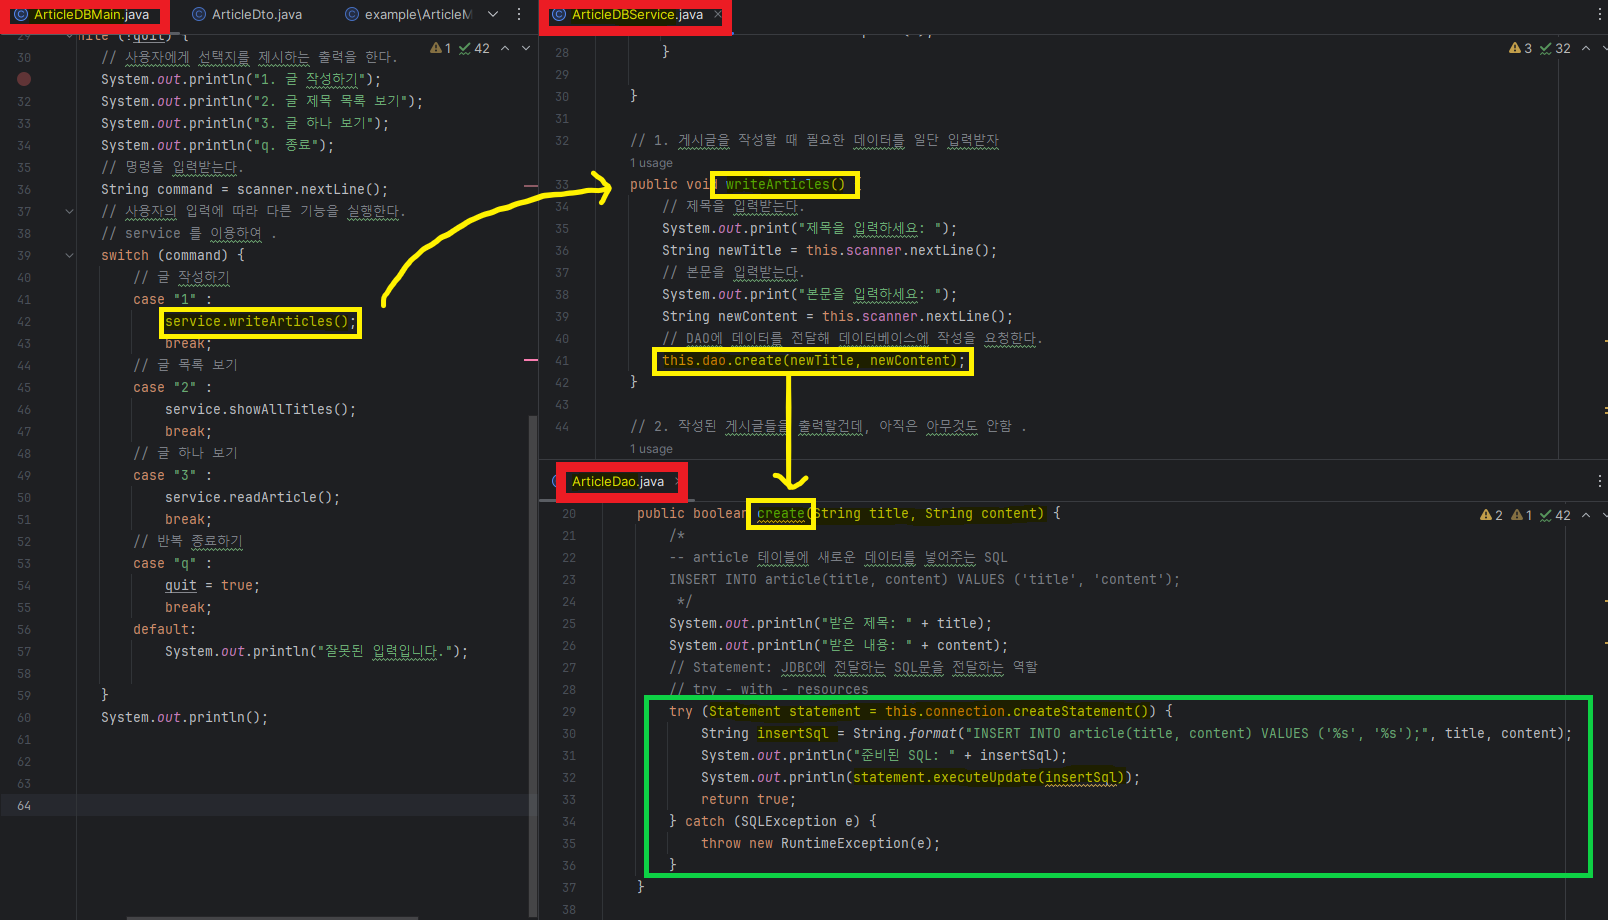 ArticleDBMain.java
ArticleDto.java
example\ArticleM
29 hile (!quit) {
1 42
30 // 사용자에게 선택지를 제시하는 출력을 한다.
System.out.println("1. 글 작성하기");
32 System.out.println("2. 글 제목 목록 보기");
33 System.out.println("3. 글 하나 보기");
34 System.out.println("q. 종료");
35 // 명령을 입력받는다.
36 String command = scanner.nextLine();
37 // 사용자의 입력에 따라 다른 기능을 실행한다.
38 // service 를 이용하여 .
39 switch (command) {
40 // 글 작성하기
41 case "1" :
42 service.writeArticles();
43 break;
44 // 글 목록 보기
45 case "2" :
46 service.showAllTitles();
47 break;
48 // 글 하나 보기
49 case "3" :
50 service.readArticle();
51 break;
52 // 반복 종료하기
53 case "q" :
54 quit = true;
55 break;
56 default:
57 System.out.println("잘못된 입력입니다.");
58
59 }
60 System.out.println();
61
62
63
64
ArticleDBService.java
3 32
28 }
29
30 }
31
32 // 1. 게시글을 작성할 때 필요한 데이터를 일단 입력받자
1 usage
33 public void writeArticles()
34 // 제목을 입력받는다.
35 System.out.print("제목을 입력하세요: ");
36 String newTitle = this.scanner.nextLine();
37 // 본문을 입력받는다.
38 System.out.print("본문을 입력하세요: ");
39 String newContent = this.scanner.nextLine();
40 // DAO에 데이터를 전달해 데이터베이스에 작성을 요청한다.
41 this.dao.create(newTitle, newContent);
42 }
43
44 // 2. 작성된 게시글들을 출력할건데, 아직은 아무것도 안함 .
1 usage
ArticleDao.java
20 public boolean create(String title, String content) {
2 1 42
21 /*
22 -- article 테이블에 새로운 데이터를 넣어주는 SQL
23 INSERT INTO article(title, content) VALUES ('title', 'content');
24 */
25 System.out.println("받은 제목: " + title);
26 System.out.println("받은 내용: " + content);
27 // Statement: JDBC에 전달하는 SQL문을 전달하는 역할
28 // try - with - resources
29 try (Statement statement = this.connection.createStatement()) {
30 String insertSql = String.format("INSERT INTO article(title, content) VALUES ('%s', '%s');", title, content);
31 System.out.println("준비된 SQL: " + insertSql);
32 System.out.println(statement.executeUpdate(insertSql));
33 return true;
34 } catch (SQLException e) {
35 throw new RuntimeException(e);
36 }
37 }
38